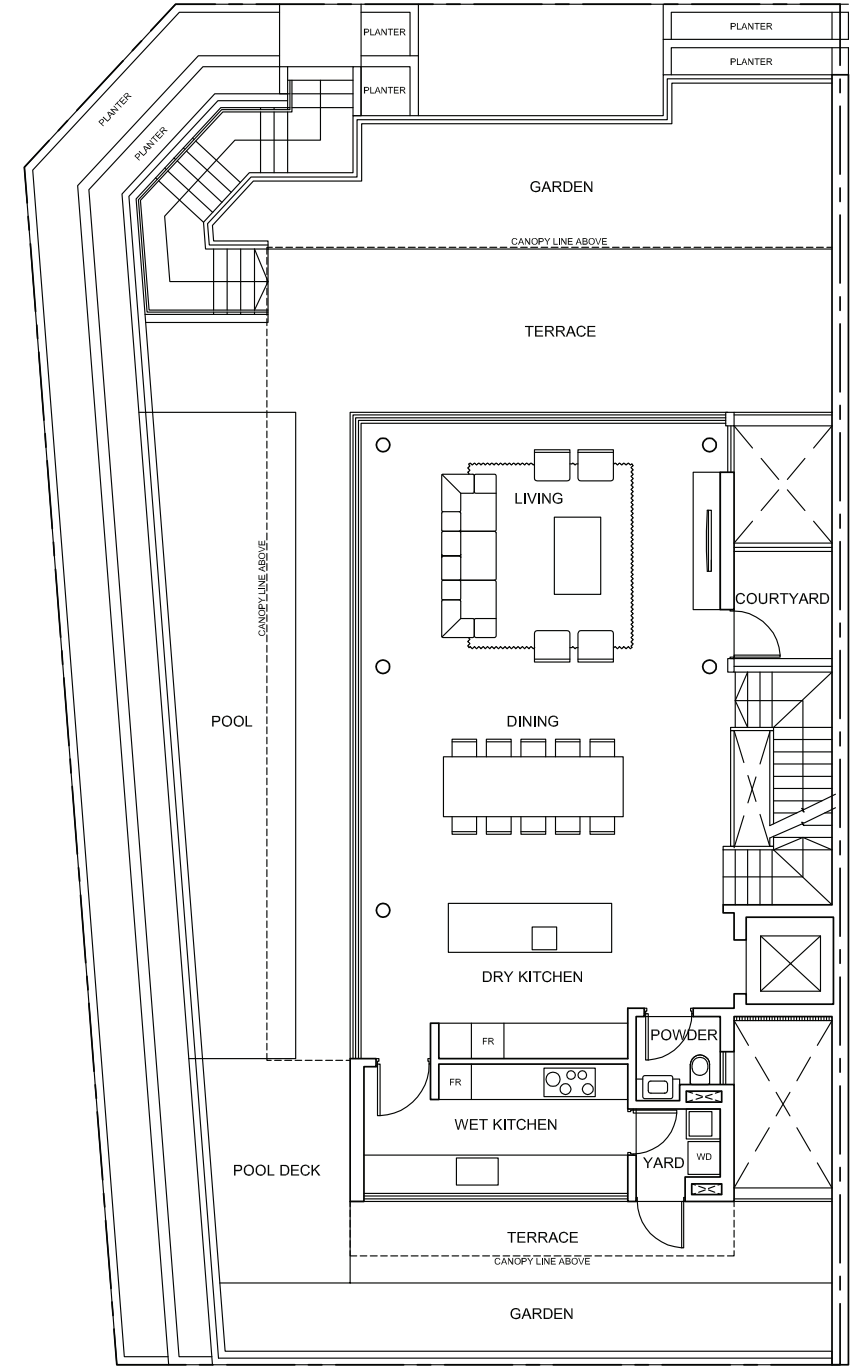 PLANTER
PLANTER
PLANTER
PLANTER
PLANTER
PLANTER
GARDEN
CANOPY LINE ABOVE
TERRACE
LIVING
CANOPY LINE ABOVE
COURTYARD
POOL
DINING
DRY KITCHEN
FR
POWDER
FR
WET KITCHEN
YARD
WD
POOL DECK
TERRACE
CANOPY LINE ABOVE
GARDEN